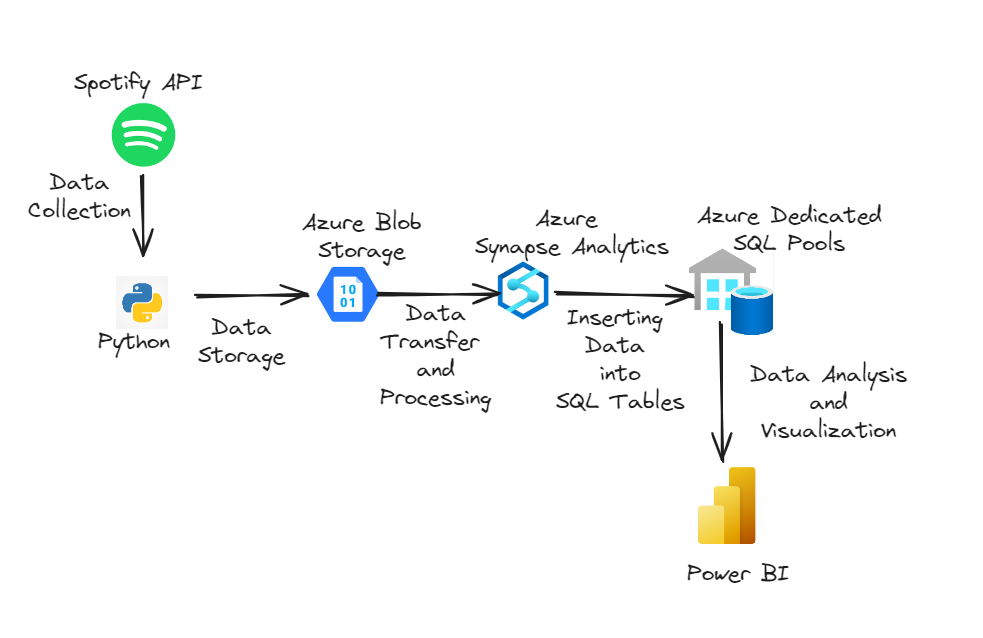 Spotify API
Data
Collection
Python
Data
Storage
Azure Blob
Storage
10
01
Data
Transfer
and
Processing
Azure
Synapse Analytics
Inserting
Data
into
SQL Tables
Azure Dedicated
SQL Pools
Data Analysis
and
Visualization
Power BI